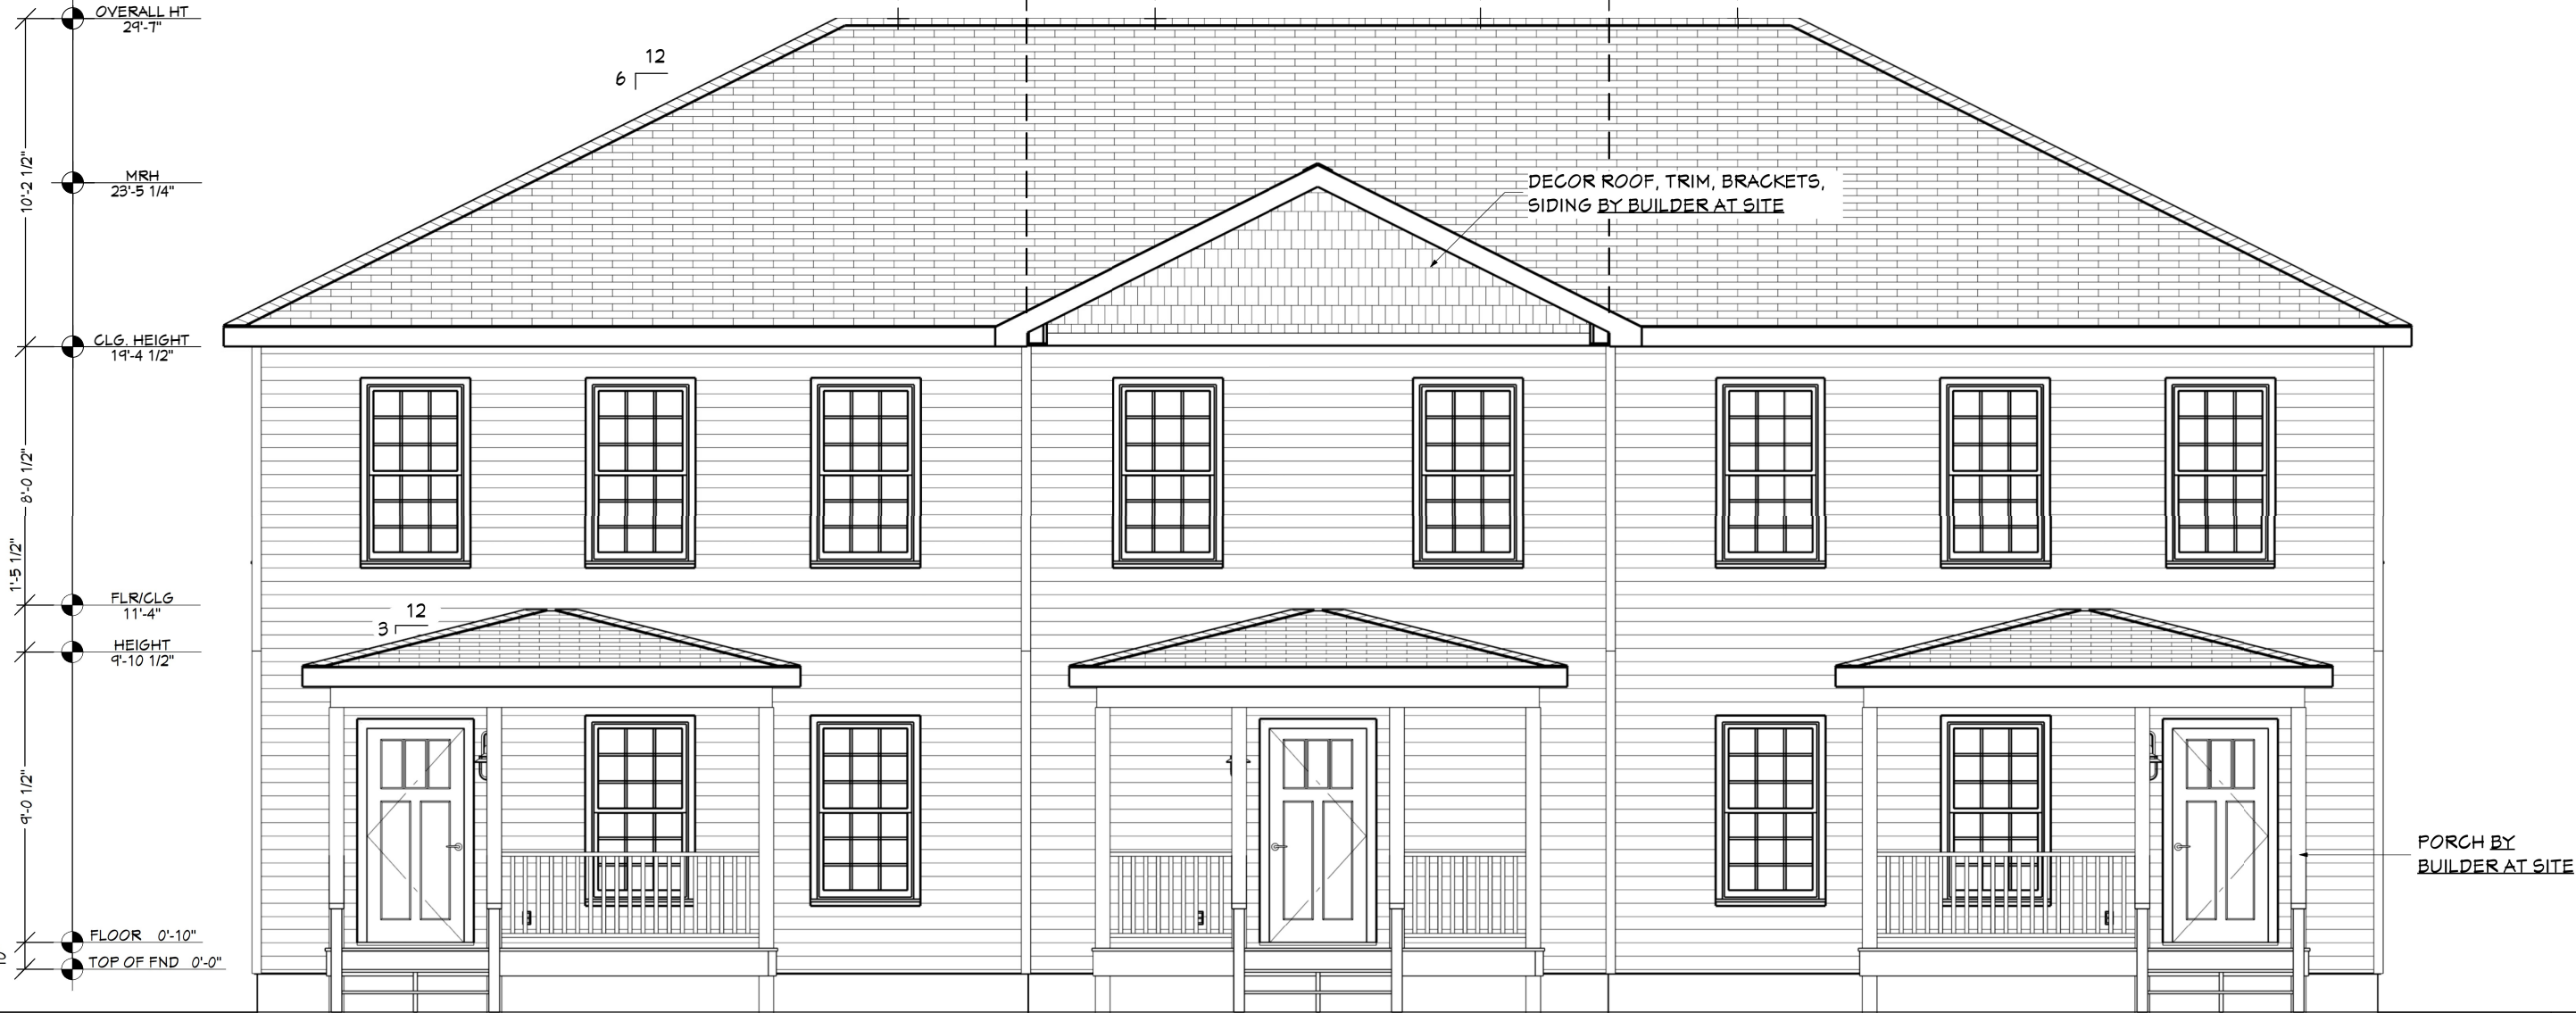 OVERALL HT
29'-7"
12
6
10'-2 1/2"
MRH
23'-5 1/4"
DECOR ROOF, TRIM, BRACKETS,
SIDING BY BUILDER AT SITE
CLG. HEIGHT
19'-4 1/2"
8'-0 1/2"
1'-5 1/2"
FLR/CLG
11'-4"
12
3
HEIGHT
9'-10 1/2"
9'-0 1/2"
PORCH BY
BUILDER AT SITE
FLOOR 0'-10"
TOP OF FND 0'-0"